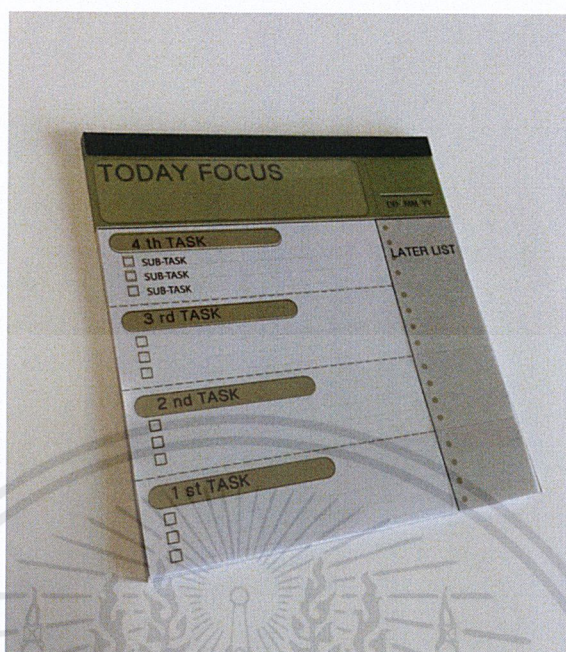 TODAY FOCUS
DD MM YY
4 th TASK
SUB-TASK
SUB-TASK
SUB-TASK
LATER LIST
3 rd TASK
2 nd TASK
1 st TASK